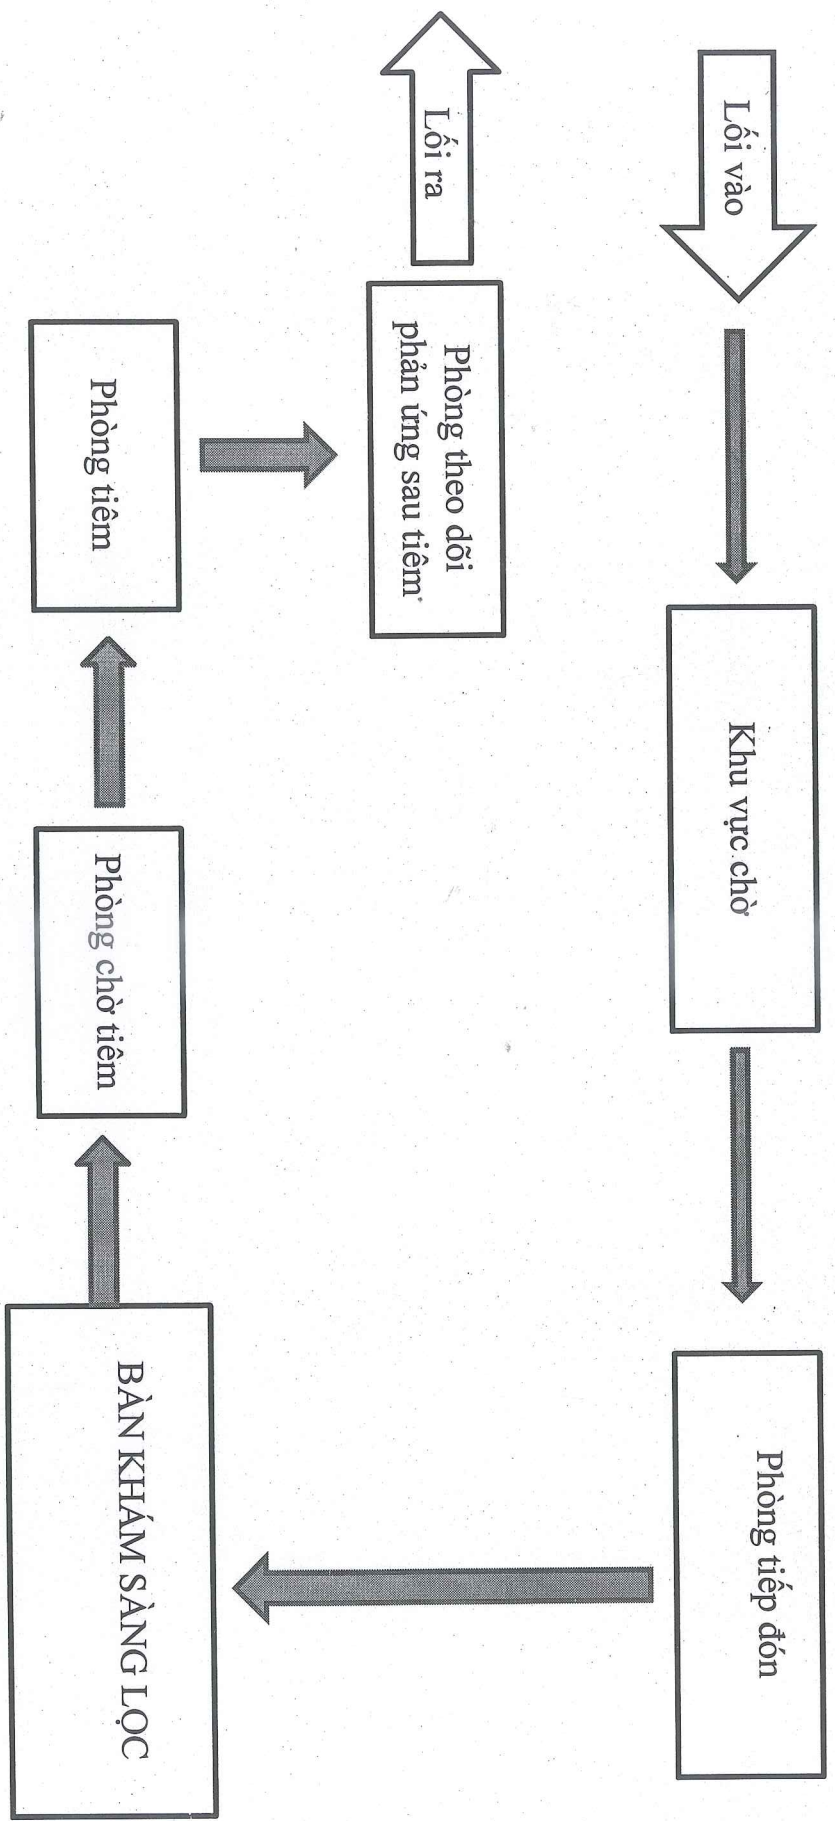 Lối vào
Khu vực chờ
Phòng tiếp đón
BÀN KHÁM SÀNG LỌC
Phòng chờ tiêm
Phòng tiêm
Phòng theo dõi
phản ứng sau tiêm
Lối ra